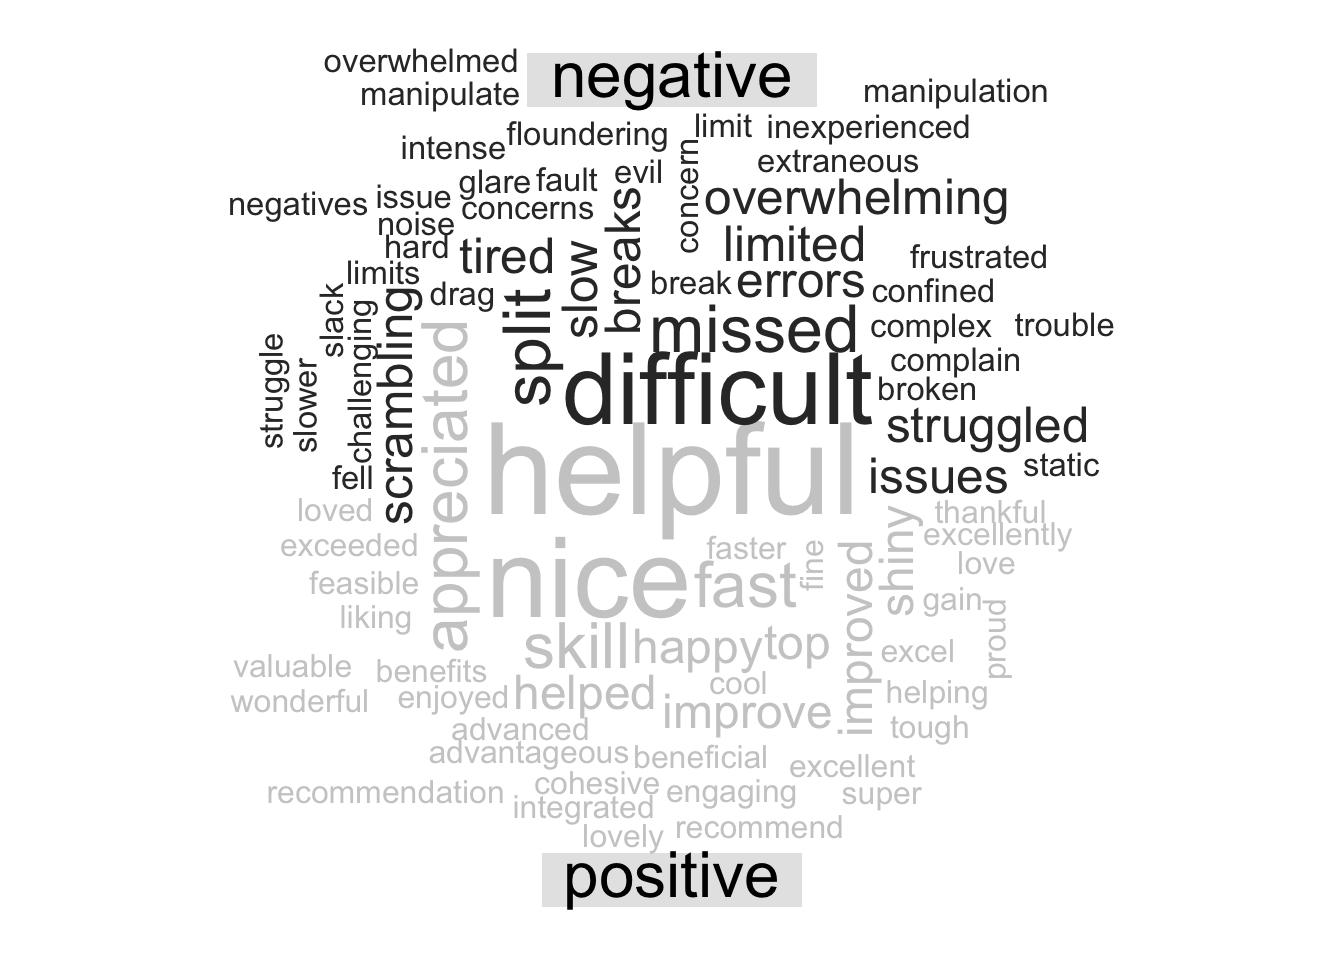 overwhelmed
negative
manipulate
manipulation
limit
inexperienced
floundering
intense
concern
extraneous
evil
glare
fault
overwhelming
negatives
issue
concerns
breaks
noise
hard
tired
slow
limited
frustrated
limits
drag
break
errors
confined
slack
scrambling
split
missed
complex
trouble
struggle
slower
challenging
appreciated
difficult
complain
broken
struggled
helpful
fell
issues
static
loved
shiny
thankful
excellently
exceeded
nice
faster
fine
improved
love
feasible
fast
gain
liking
proud
skill
happy
top
excel
valuable
benefits
cool
helping
wonderful
enjoyed
helped
improve
tough
advanced
advantageous
beneficial
excellent
recommendation
cohesive
engaging
super
integrated
lovely
recommend
positive